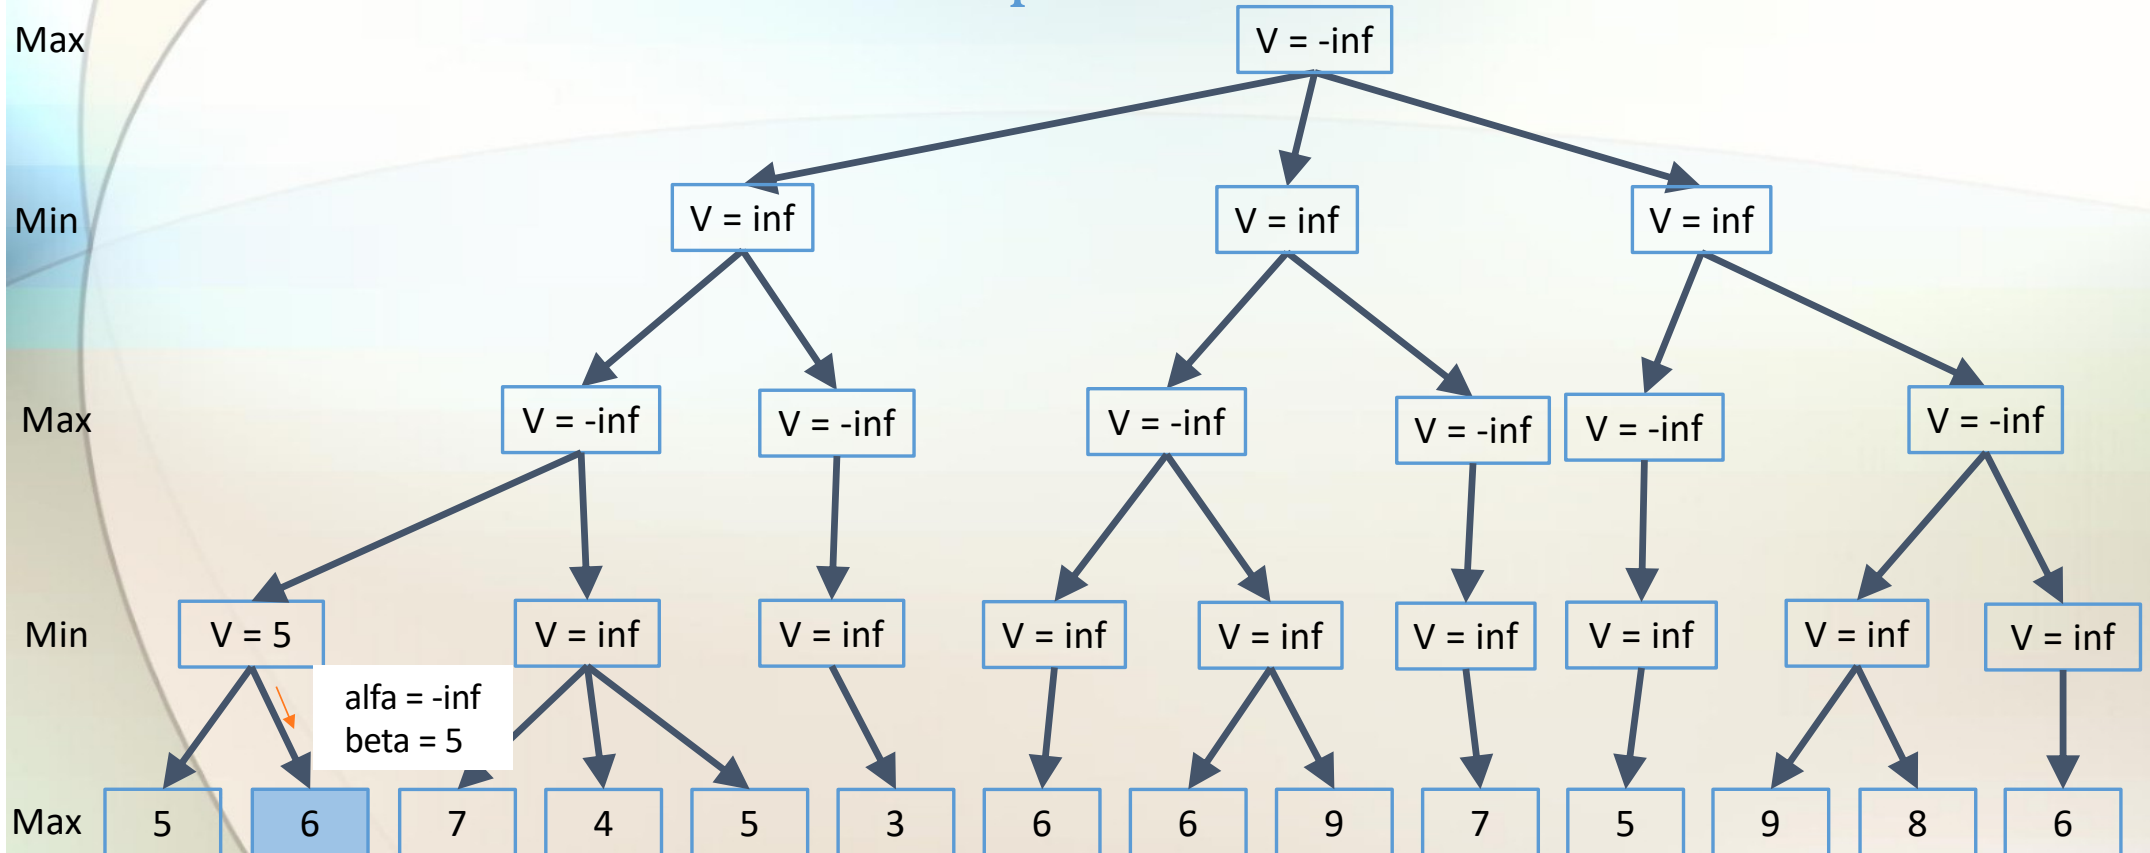 Max
V = -inf
Min
V = inf
V = inf
V = inf
Max
V = -inf
V = -inf
V = -inf
V = -inf
V = -inf
V = -inf
Min
V = 5
V = inf
V = inf
V = inf
V = inf
V = inf
V = inf
V = inf
V = inf
alfa = -inf
beta = 5
Max
5
6
7
4
5
3
6
6
9
7
5
9
8
6